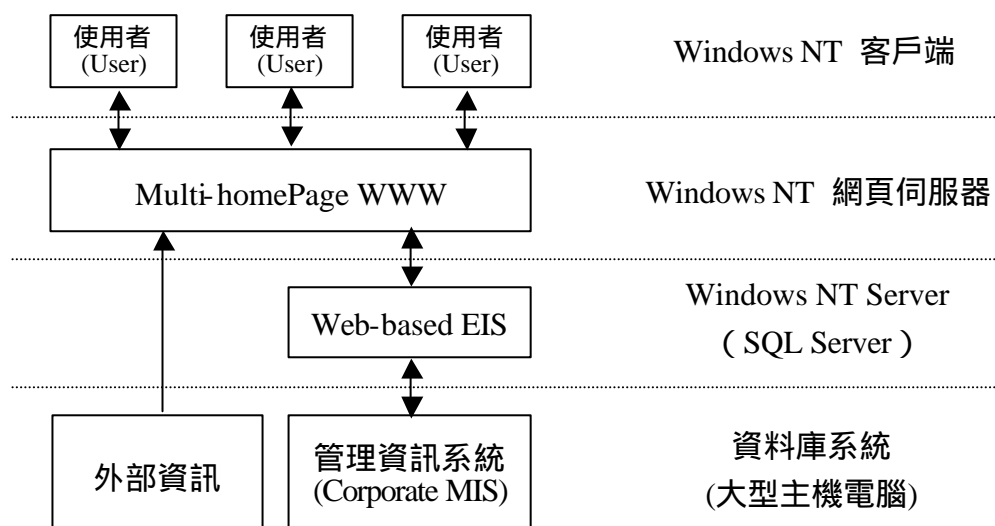 使用者
(User)
使用者
(User)
使用者
(User)
Windows NT 客戶端
Multi-homePage WWW
Windows NT 網頁伺服器
Web-based EIS
Windows NT Server
( SQL Server )
外部資訊
管理資訊系統
(Corporate MIS)
資料庫系統
(大型主機電腦)